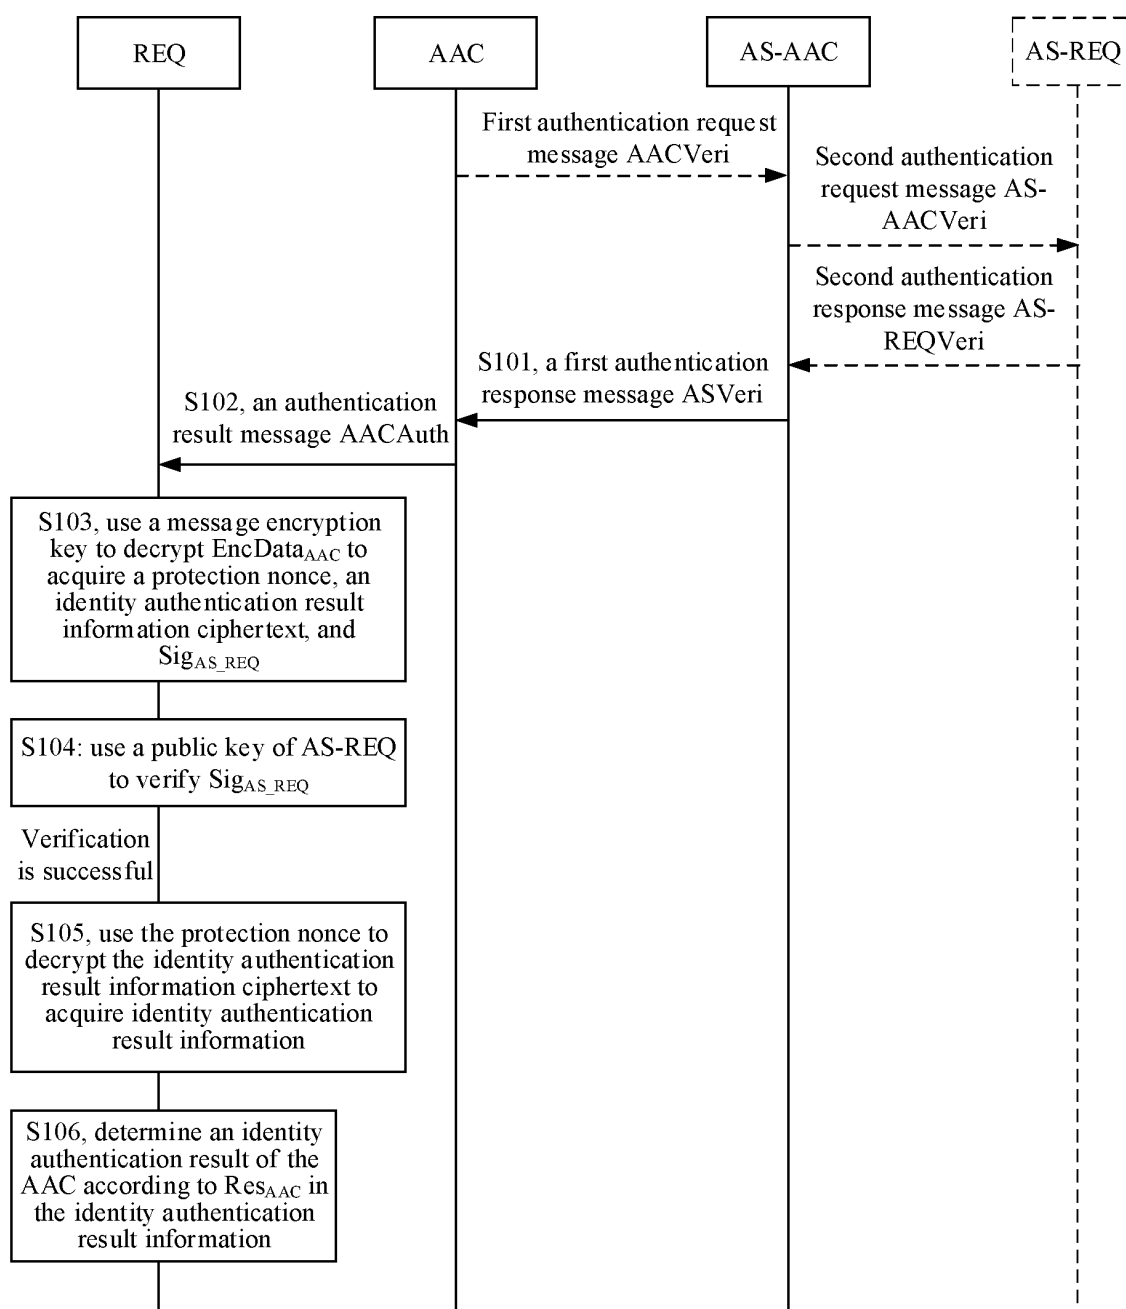 REQ
AAC
AS-AAC
AS-REQ
First authentication request
message AACVeri
Second authentication
request message AS-
AACVeri
Second authentication
response message AS-
REQVeri
S101, a first authentication
response message ASVeri
S102, an authentication
result message AACAuth
S103, use a message encryption
key to decrypt EncDataAAC to
acquire a protection nonce, an
identity authentication result
information ciphertext, and
SigAS_REQ
S104: use a public key of AS-REQ
to verify SigAS_REQ
Verification
is successful
S105, use the protection nonce to
decrypt the identity authentication
result information ciphertext to
acquire identity authentication
result information
S106, determine an identity
authentication result of the
AAC according to ResAAC in
the identity authentication
result information